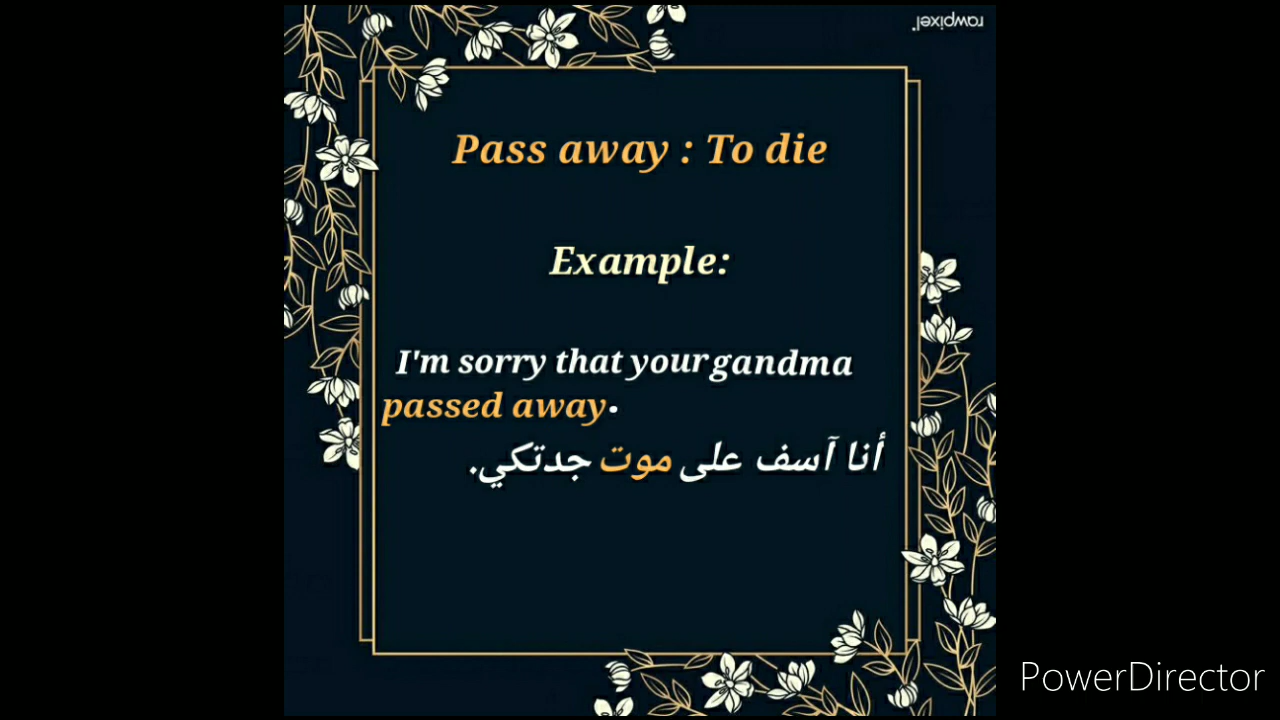 rawpixel
Pass away : To die
Example:
I'm sorry that your gandma
passed away.
أنا آسف على موت جدتكي.
PowerDirector